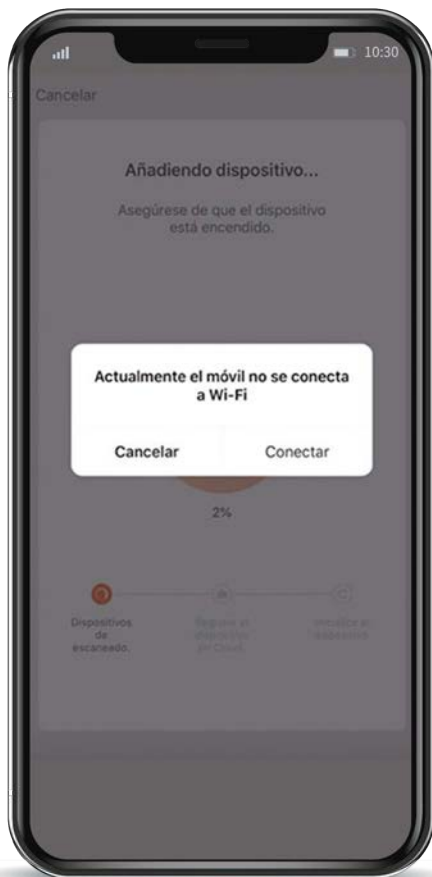 10:30
Cancelar
Añadiendo dispositivo...
Asegúrese de que el dispositivo
está encendido.
Actualmente el móvil no se conecta
a Wi-Fi
Cancelar Conectar
2%
Dispositivos
de
escaneado.